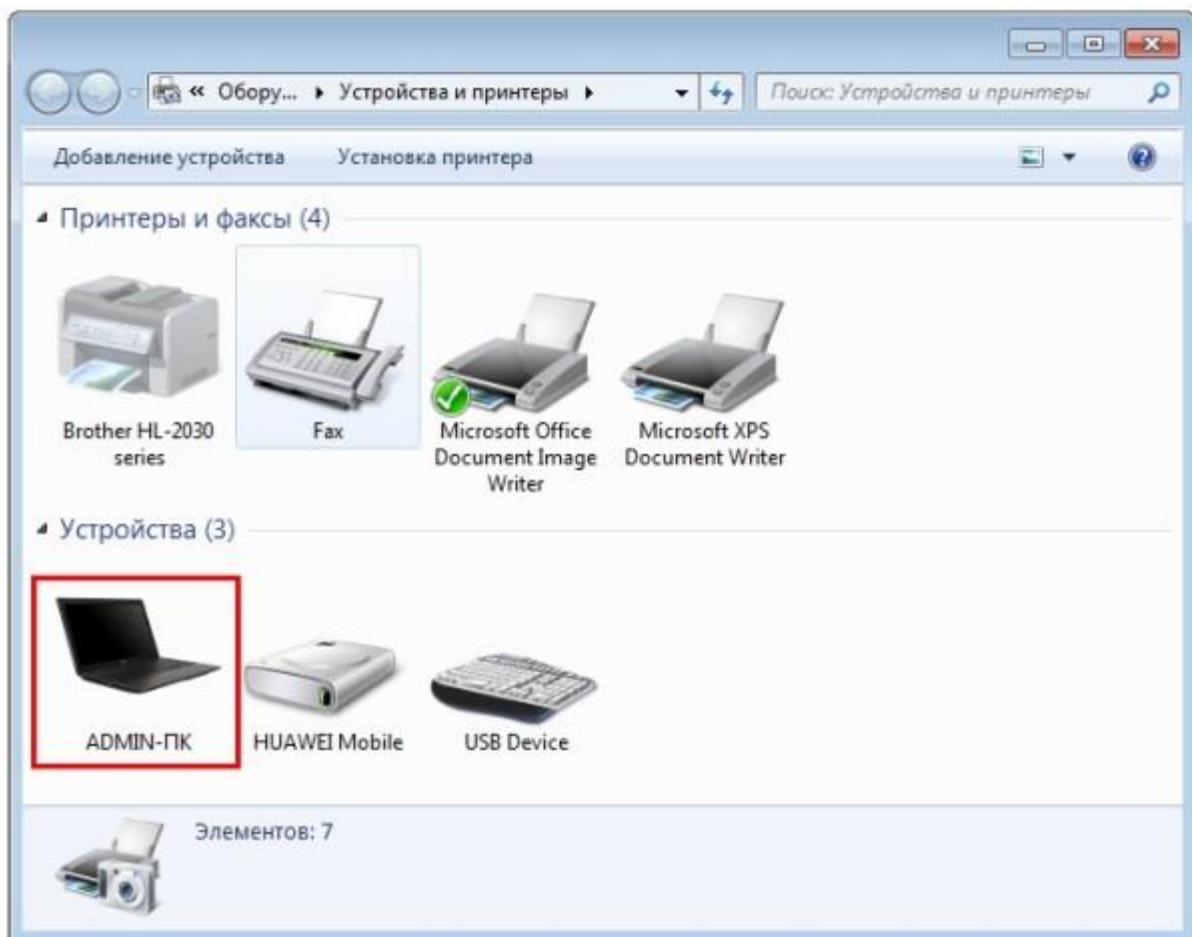 « Обору... ▸ Устройства и принтеры ▸
Поиск: Устройства и принтеры
Добавление устройства Установка принтера
Принтеры и факсы (4)
Brother HL-2030
series
Fax
Microsoft Office
Document Image
Writer
Microsoft XPS
Document Writer
Устройства (3)
ADMIN-ПК
HUAWEI Mobile
USB Device
Элементов: 7